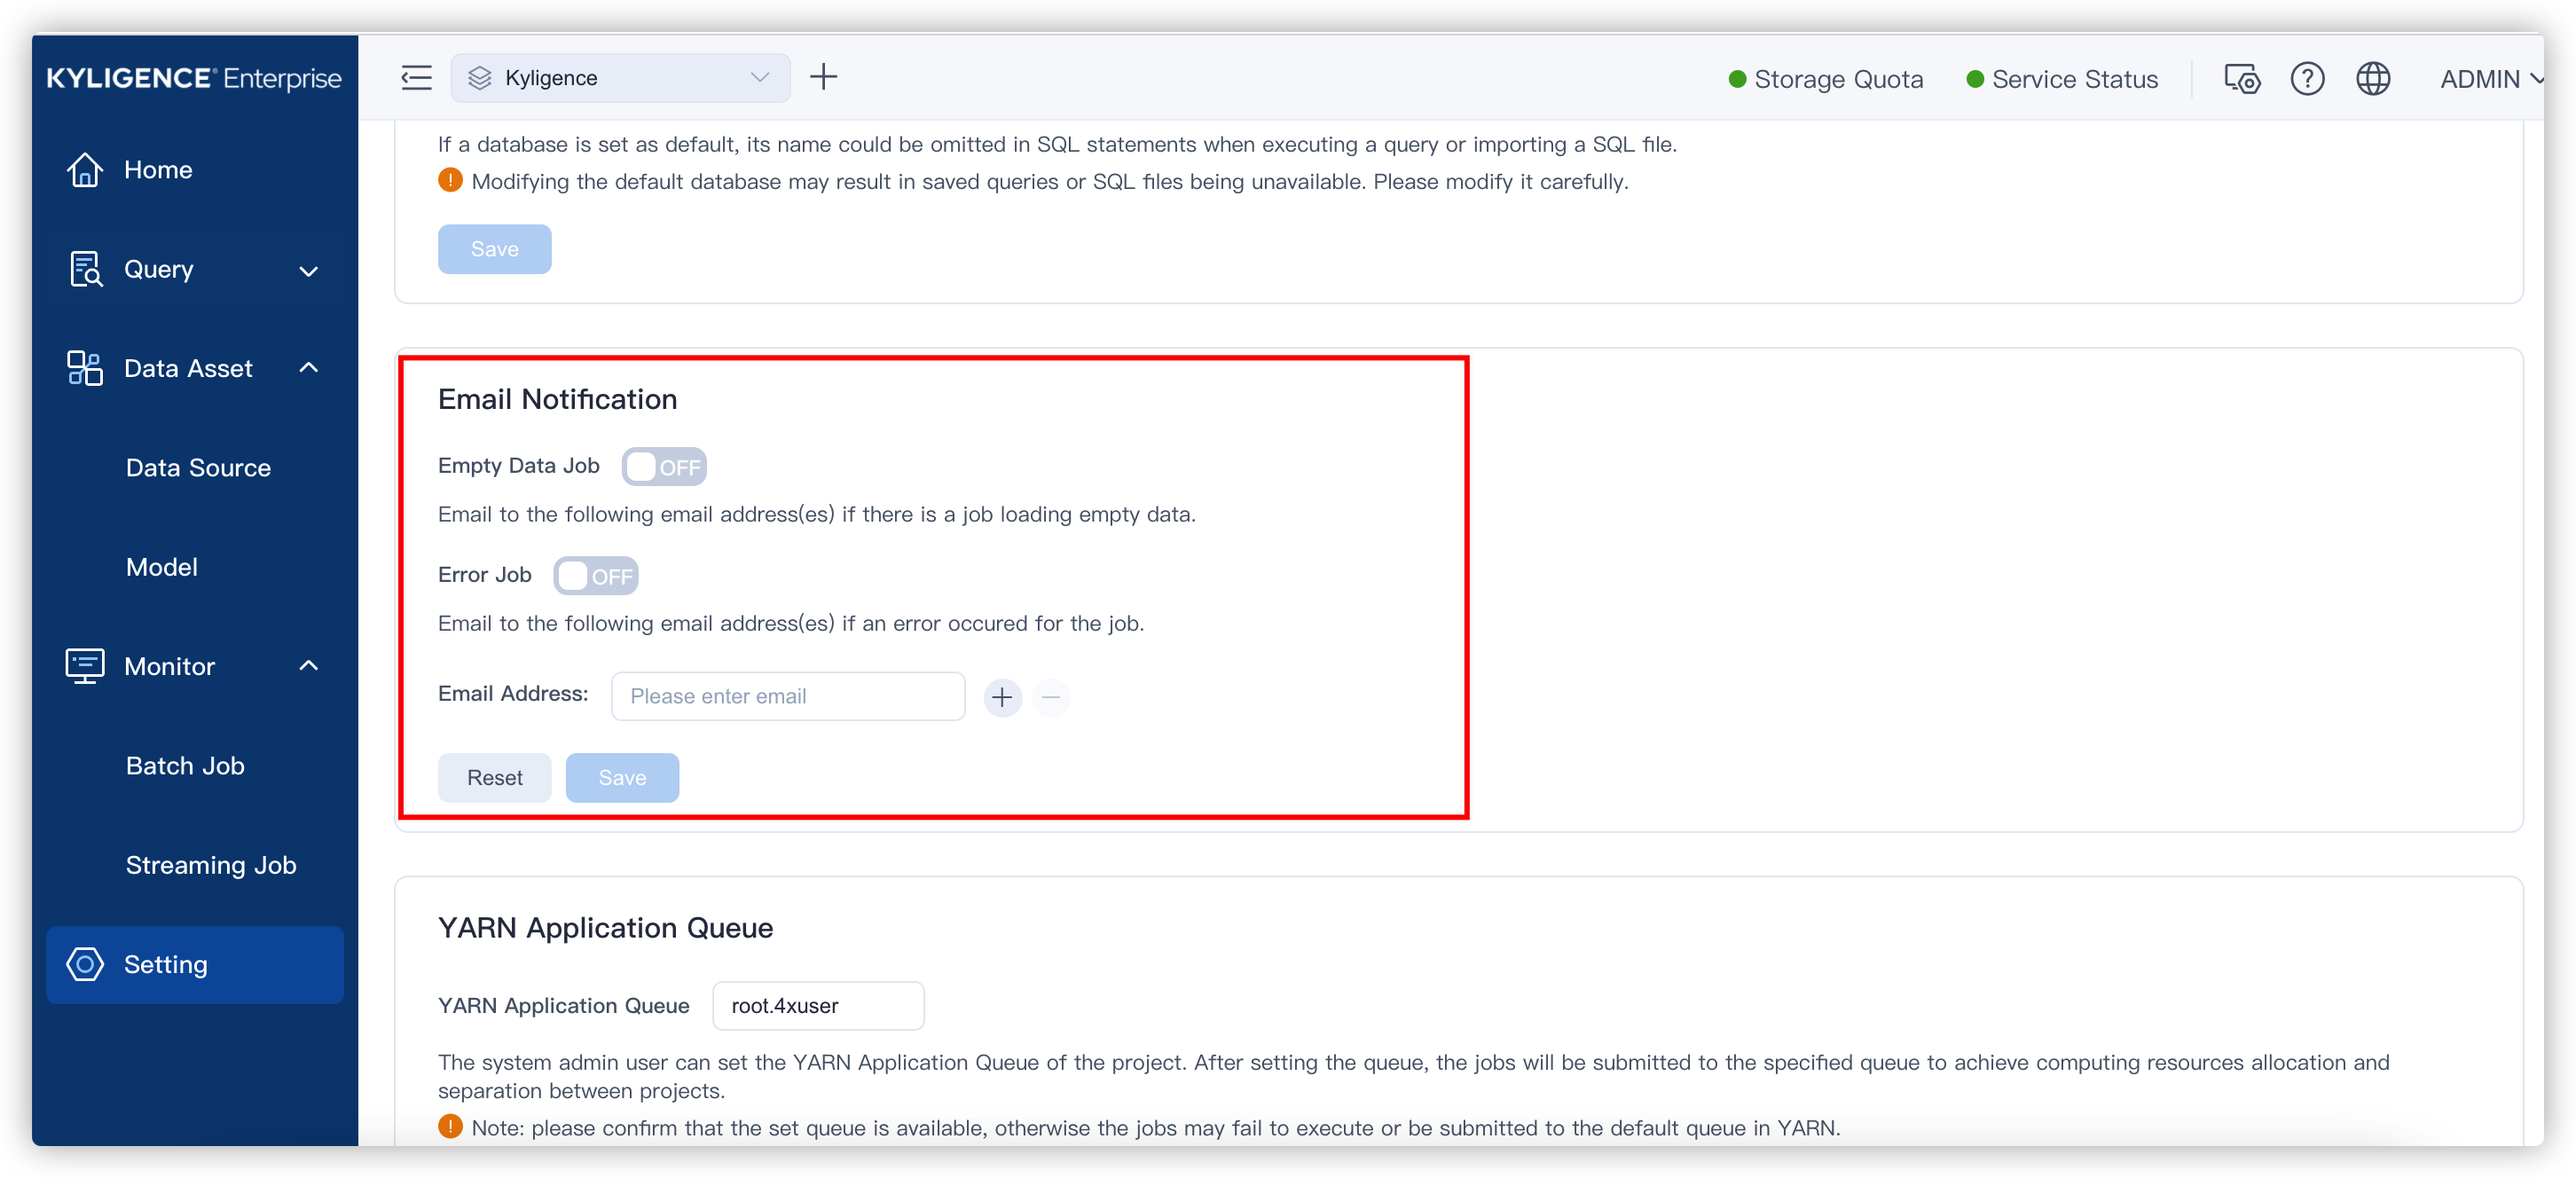 KYLIGENCE® Enterprise
Kyligence
Storage Quota
Service Status
ADMIN
Home
Query
Data Asset
Data Source
Model
Monitor
Batch Job
Streaming Job
Setting
If a database is set as default, its name could be omitted in SQL statements when executing a query or importing a SQL file.
Modifying the default database may result in saved queries or SQL files being unavailable. Please modify it carefully.
Save
Email Notification
Empty Data Job OFF
Email to the following email address(es) if there is a job loading empty data.
Error Job OFF
Email to the following email address(es) if an error occured for the job.
Email Address: Please enter email
Reset Save
YARN Application Queue
YARN Application Queue root.4xuser
The system admin user can set the YARN Application Queue of the project. After setting the queue, the jobs will be submitted to the specified queue to achieve computing resources allocation and
separation between projects.
Note: please confirm that the set queue is available, otherwise the jobs may fail to execute or be submitted to the default queue in YARN.